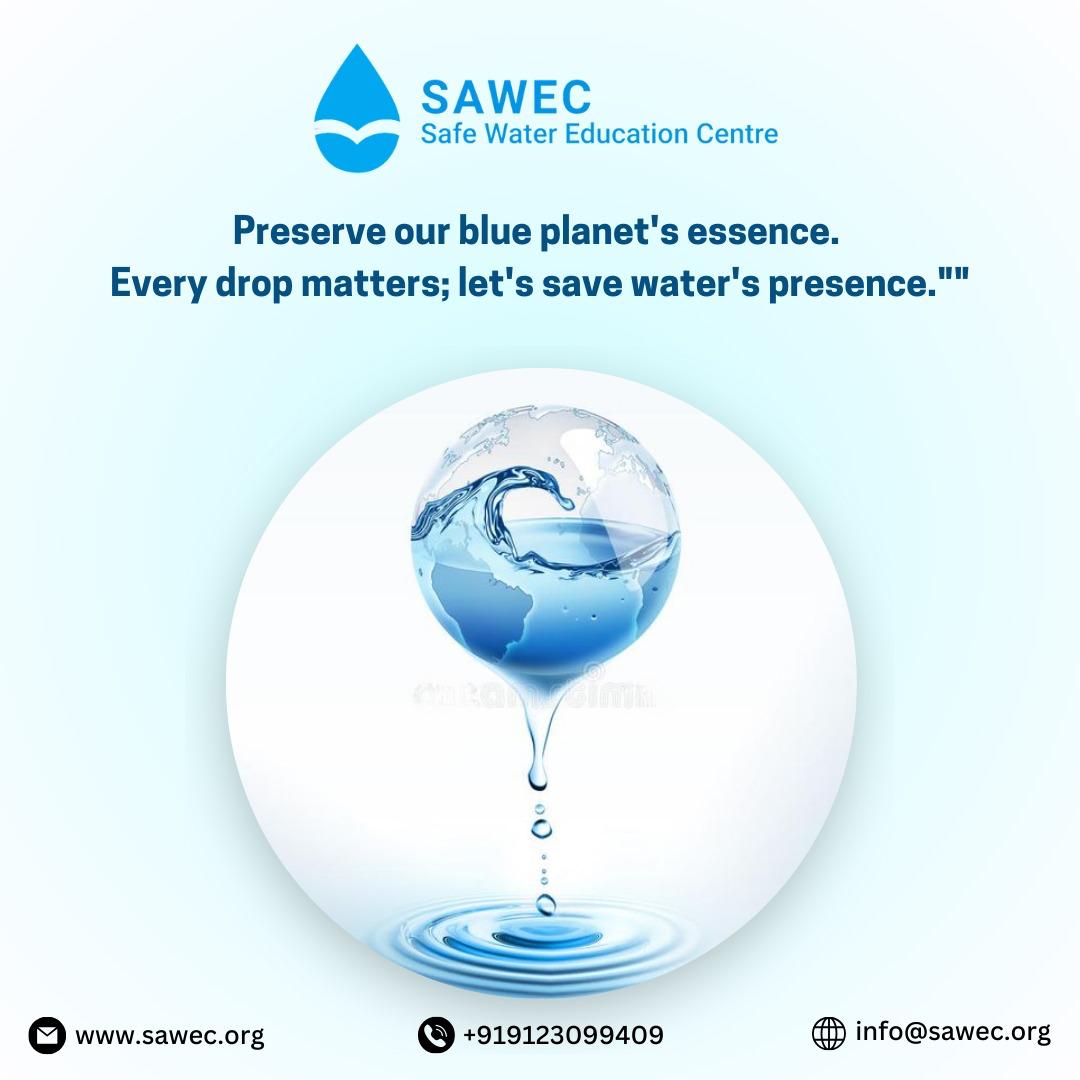 SAWEC
Safe Water Education Centre
Preserve our blue planet's essence.
Every drop matters; let's save water's presence.""
www.sawec.org
+919123099409
info@sawec.org